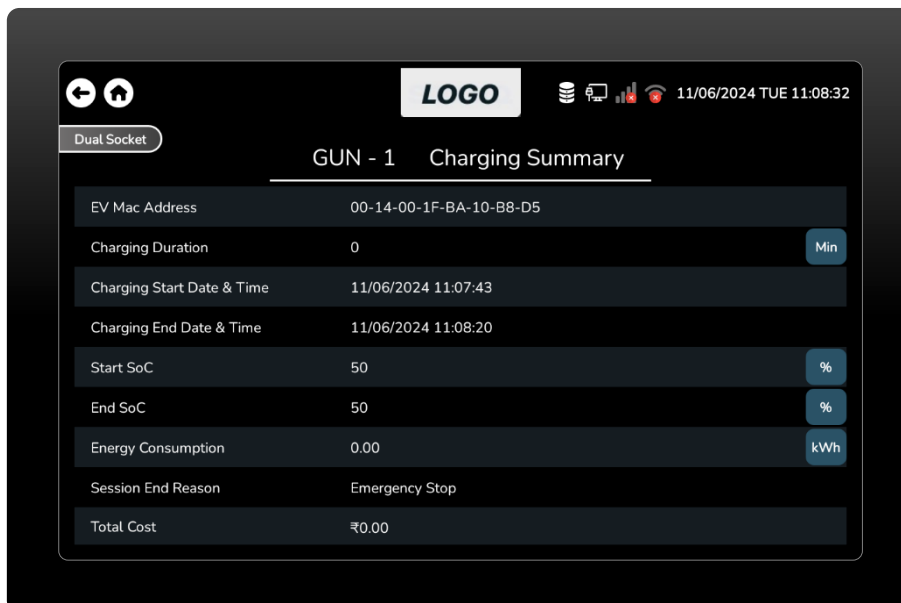 LOGO
11/06/2024 TUE 11:08:32
Dual Socket
GUN - 1 Charging Summary
EV Mac Address 00-14-00-1F-BA-10-B8-D5
Charging Duration 0 Min
Charging Start Date & Time 11/06/2024 11:07:43
Charging End Date & Time 11/06/2024 11:08:20
Start SoC 50 %
End SoC 50 %
Energy Consumption 0.00 kWh
Session End Reason Emergency Stop
Total Cost ₹0.00